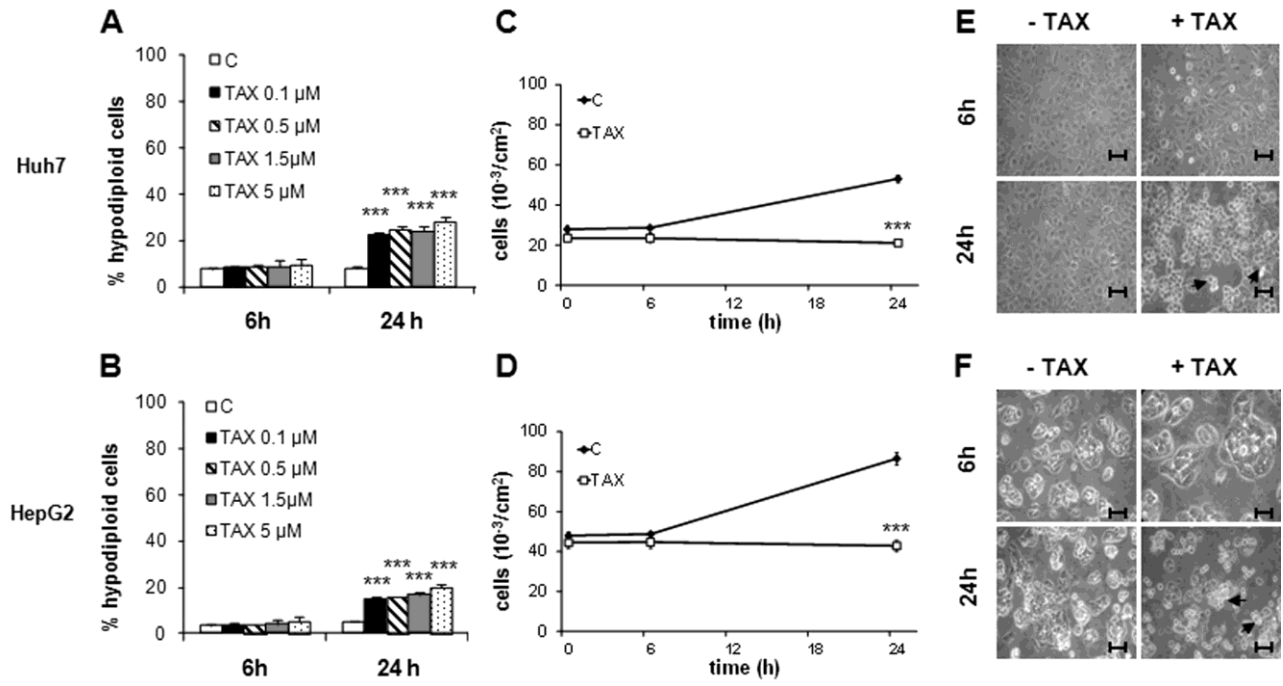 A
Huh7
% hypodiploid cells
100
80
60
40
20
0
C
TAX 0.1 µM
TAX 0.5 µM
TAX 1.5µM
TAX 5 µM
***
***
***
***
6h
24 h
C
cells (10-3/cm2)
100
80
60
40
20
0
C
TAX
***
0
6
12
18
24
time (h)
E
- TAX
+ TAX
6h
24h
B
HepG2
% hypodiploid cells
100
80
60
40
20
0
C
TAX 0.1 µM
TAX 0.5 µM
TAX 1.5µM
TAX 5 µM
***
***
***
***
6h
24 h
D
cells (10-3/cm2)
100
80
60
40
20
0
C
TAX
***
0
6
12
18
24
time (h)
F
- TAX
+ TAX
6h
24h